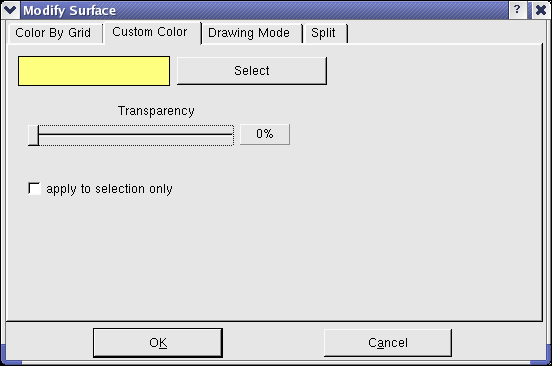 Modify Surface ?
Color By Grid Custom Color Drawing Mode Split
Select
Transparency
0%
apply to selection only
OK Cancel